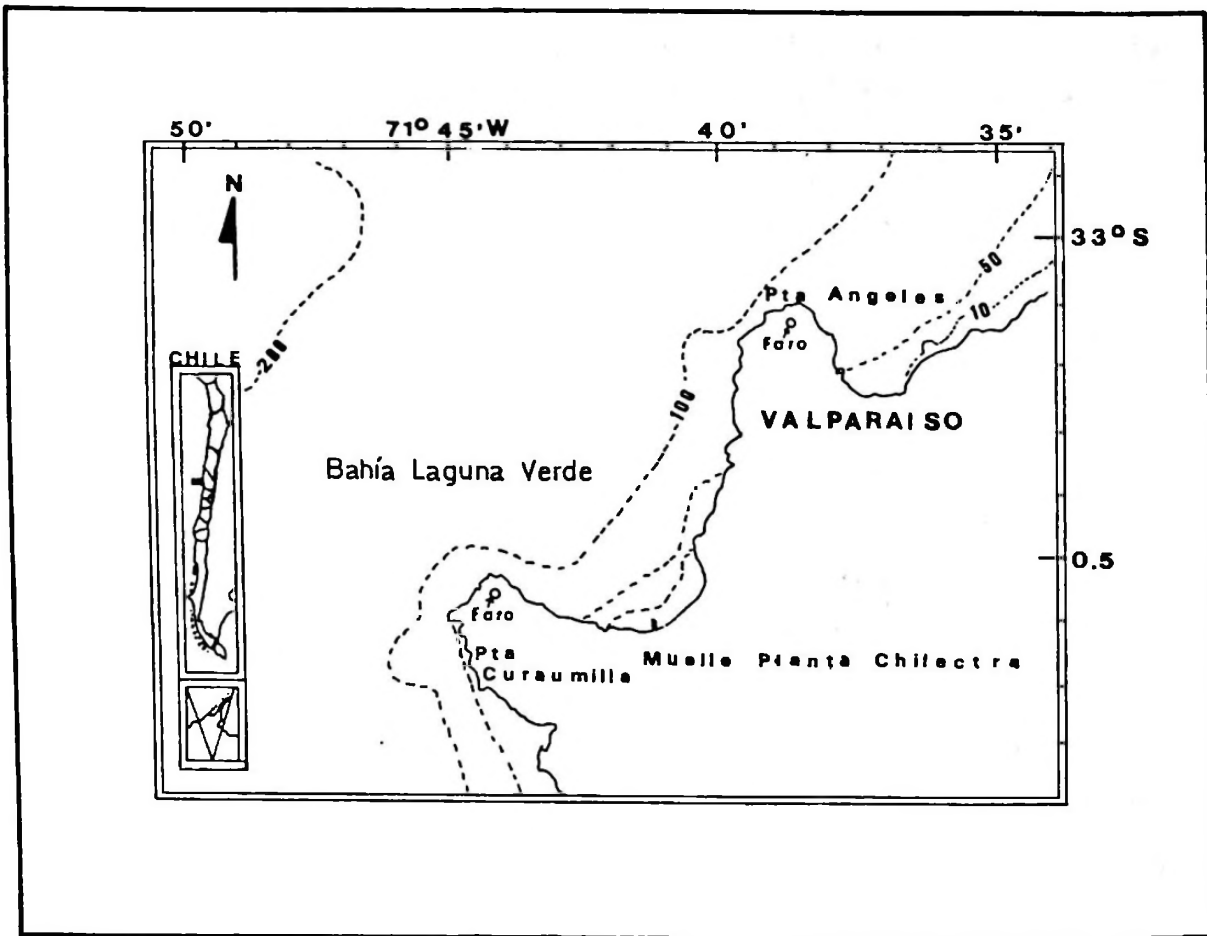 50' 71° 45'W 40' 35'
N
33° S
50
Pta Angeles
10
Faro
CHILE
200
100
VALPARAISO
Bahía Laguna Verde
0.5
Faro
Pta
Curaumilla
Muelle Planta Chilectra